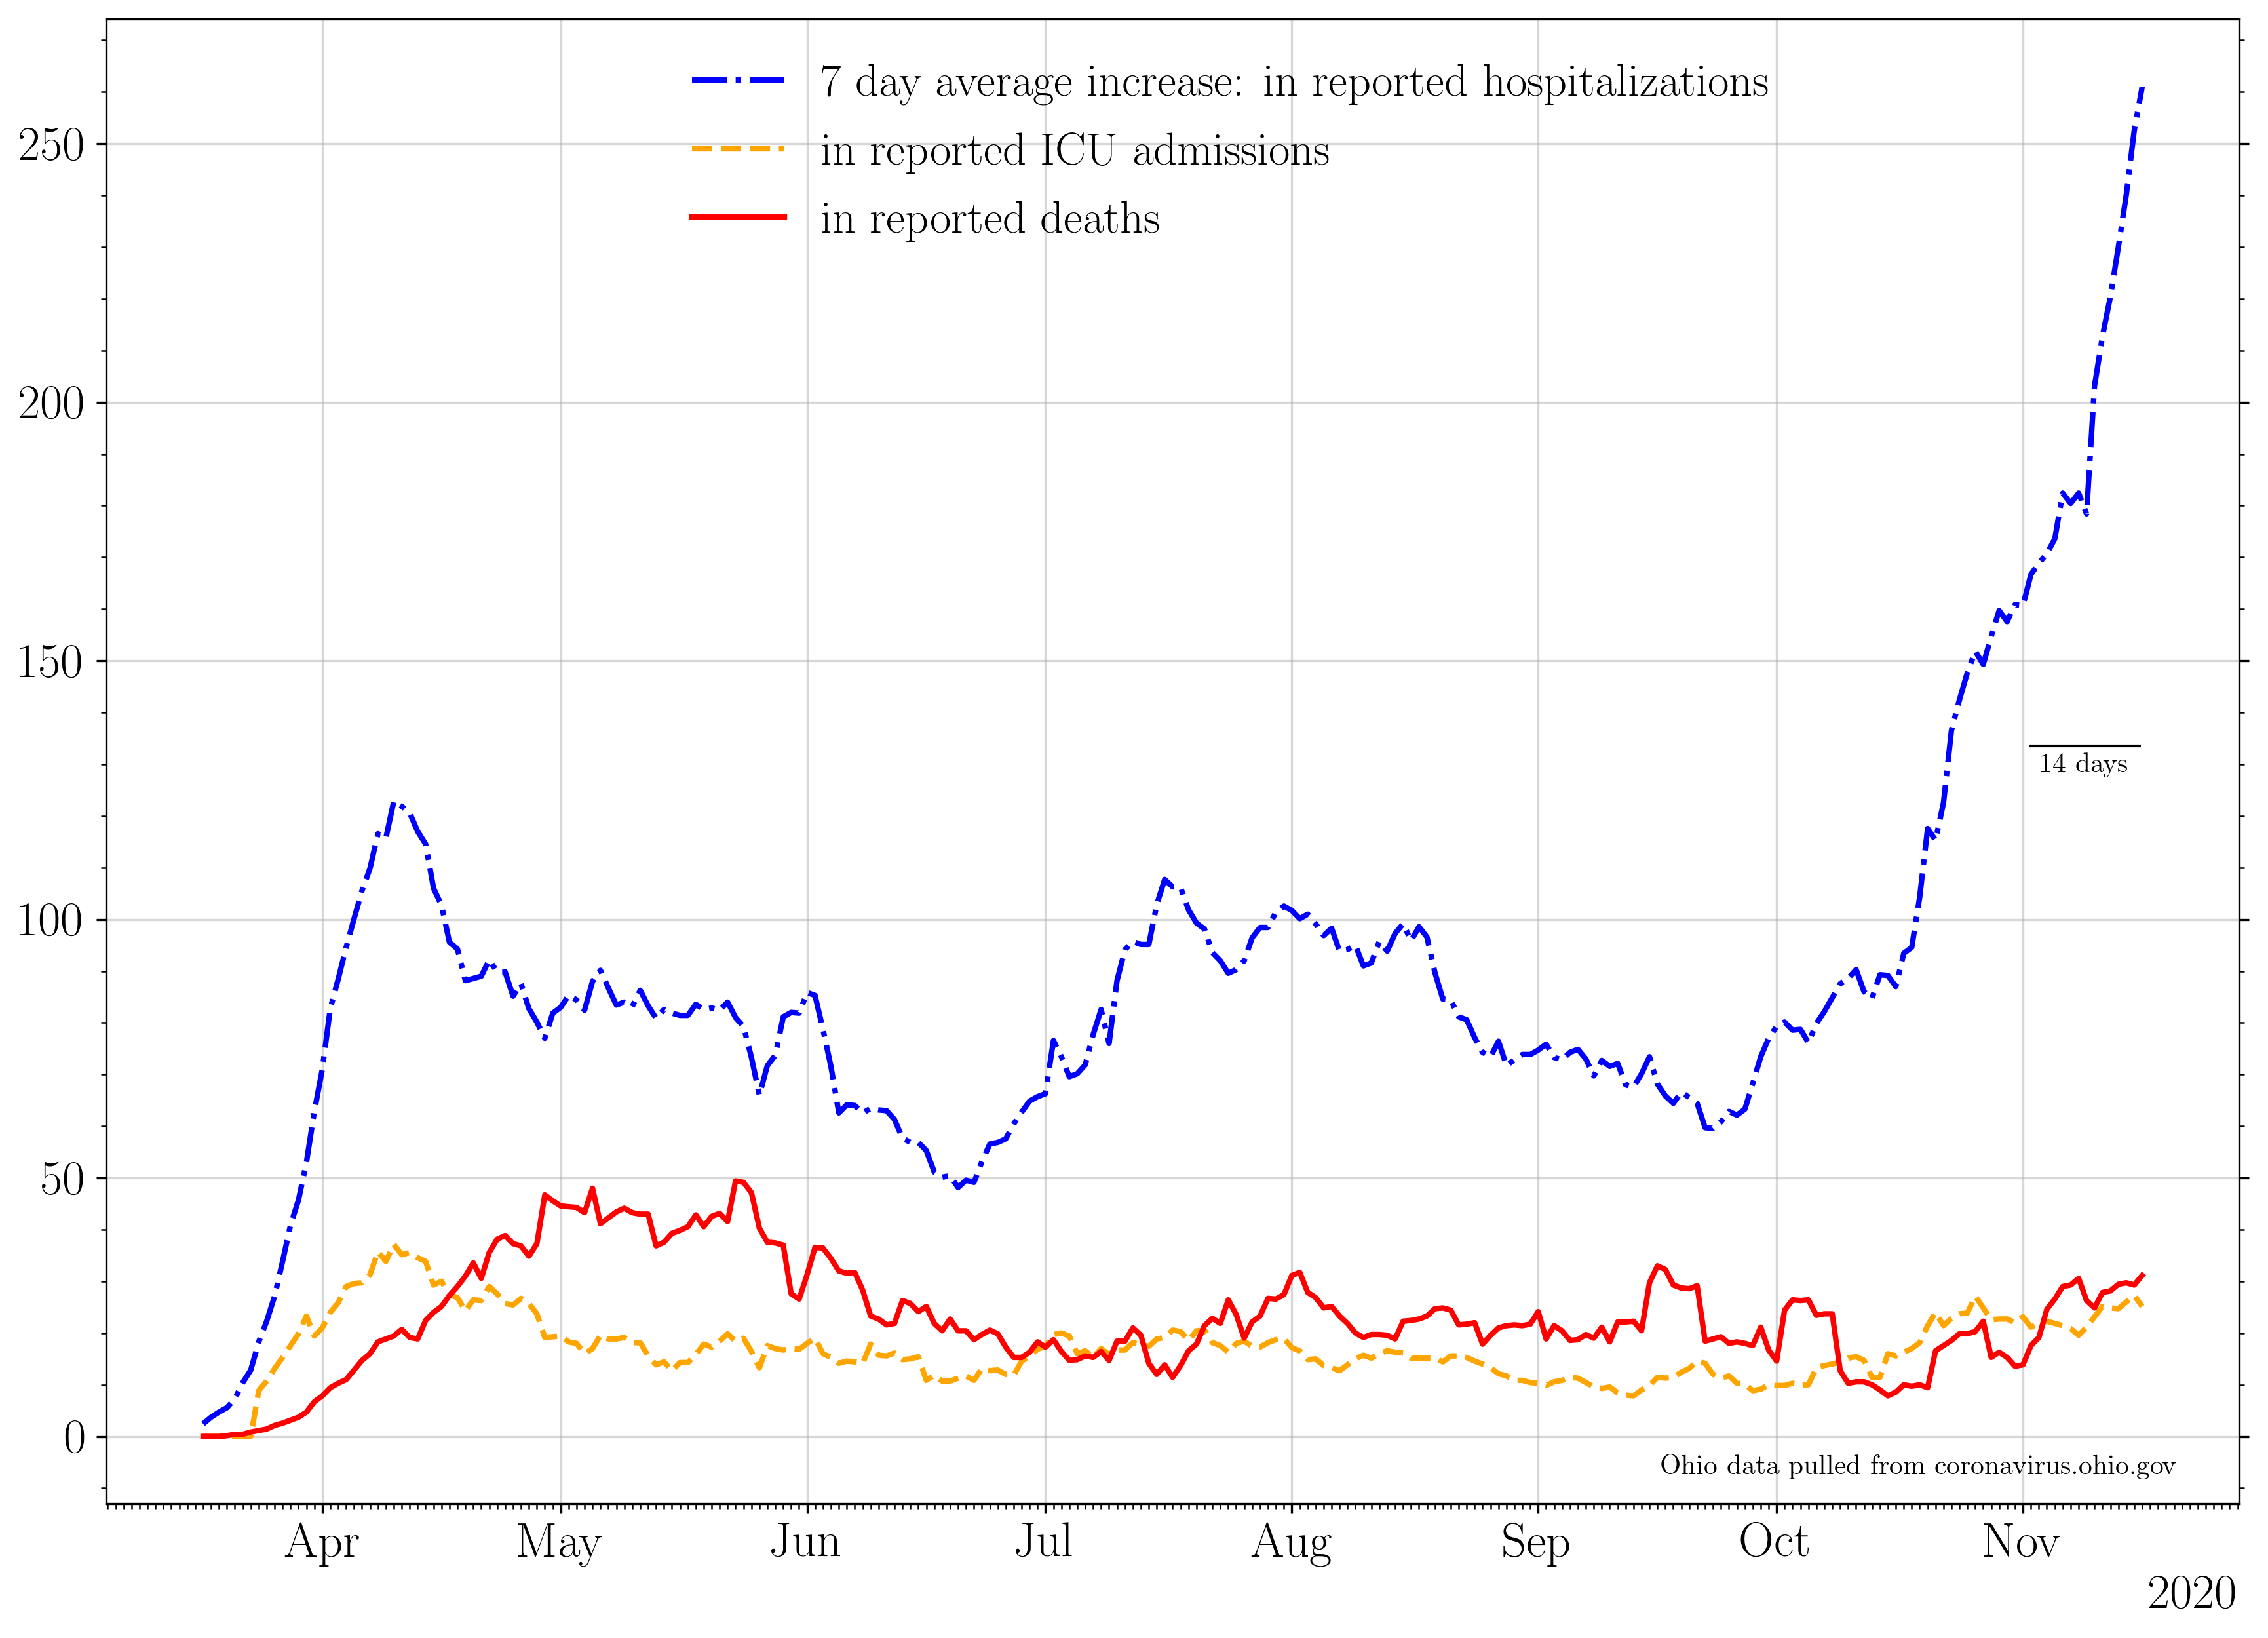 7 day average increase: in reported hospitalizations
in reported ICU admissions
in reported deaths
250
200
150
100
50
0
14 days
Ohio data pulled from coronavirus.ohio.gov
Apr May Jun Jul Aug Sep Oct Nov
2020